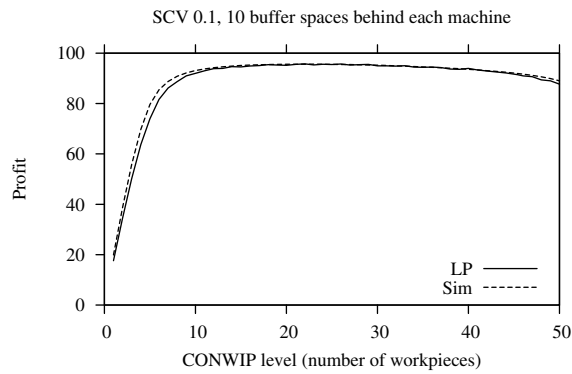 SCV 0.1, 10 buffer spaces behind each machine
100
80
60
40
20
0
Profit
LP
Sim
0 10 20 30 40 50
CONWIP level (number of workpieces)